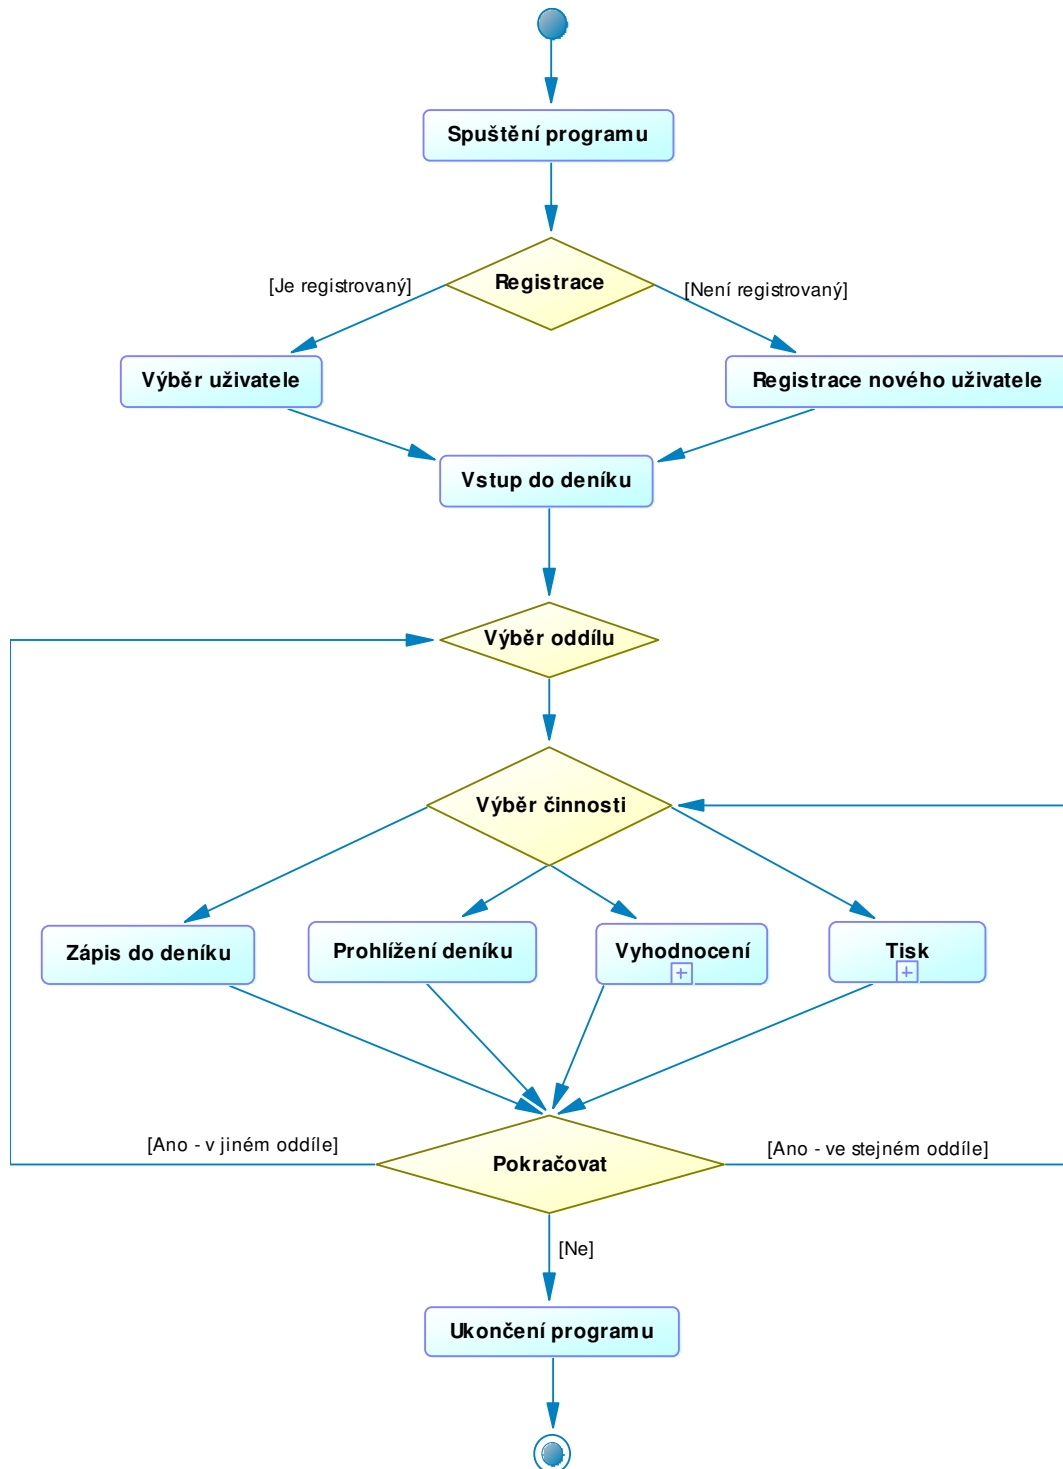 Spuštění programu
Registrace
[Je registrovaný]
[Není registrovaný]
Výběr uživatele
Registrace nového uživatele
Vstup do deníku
Výběr oddílu
Výběr činnosti
Zápis do deníku
Prohlížení deníku
Vyhodnocení
Tisk
[Ano - v jiném oddíle]
Pokračovat
[Ano - ve stejném oddíle]
[Ne]
Ukončení programu